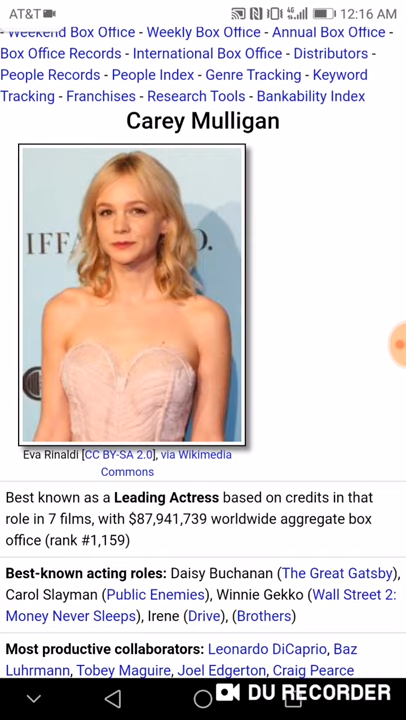 AT&T 4G 12:16 AM
- Weekend Box Office - Weekly Box Office - Annual Box Office -
Box Office Records - International Box Office - Distributors -
People Records - People Index - Genre Tracking - Keyword
Tracking - Franchises - Research Tools - Bankability Index
Carey Mulligan
IFFA
O.
Eva Rinaldi [CC BY-SA 2.0], via Wikimedia
Commons
Best known as a Leading Actress based on credits in that
role in 7 films, with $87,941,739 worldwide aggregate box
office (rank #1,159)
Best-known acting roles: Daisy Buchanan (The Great Gatsby),
Carol Slayman (Public Enemies), Winnie Gekko (Wall Street 2:
Money Never Sleeps), Irene (Drive), (Brothers)
Most productive collaborators: Leonardo DiCaprio, Baz
Luhrmann, Tobey Maguire, Joel Edgerton, Craig Pearce
DU RECORDER